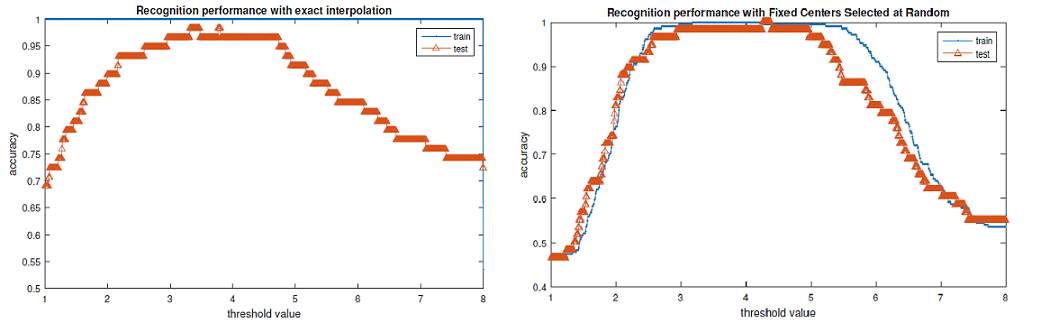 Recognition performance with exact interpolation
1
0.95
0.9
0.85
0.8
0.75
0.7
0.65
0.6
0.55
0.5
accuracy
train
test
1 2 3 4 5 6 7 8
threshold value
Recognition performance with Fixed Centers Selected at Random
1
0.9
0.8
0.7
0.6
0.5
0.4
accuracy
train
test
1 2 3 4 5 6 7 8
threshold value